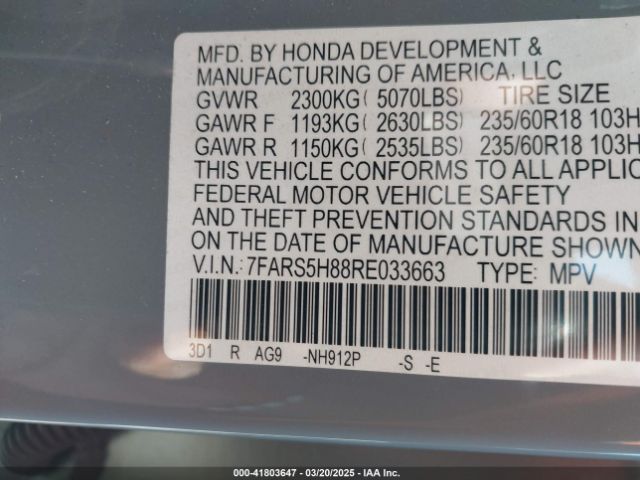 MFD. BY HONDA DEVELOPMENT &
MANUFACTURING OF AMERICA, LLC
GVWR 2300KG( 5070LBS) TIRE SIZE
GAWR F 1193KG( 2630LBS) 235/60R18 103H
GAWR R 1150KG( 2535LBS) 235/60R18 103H
THIS VEHICLE CONFORMS TO ALL APPLIC
FEDERAL MOTOR VEHICLE SAFETY
AND THEFT PREVENTION STANDARDS IN
ON THE DATE OF MANUFACTURE SHOWN
V.I.N.: 7FARS5H88RE033663 TYPE: MPV
3D1 R AG9 -NH912P -S -E
000-41803647 - 03/20/2025 - IAA Inc.